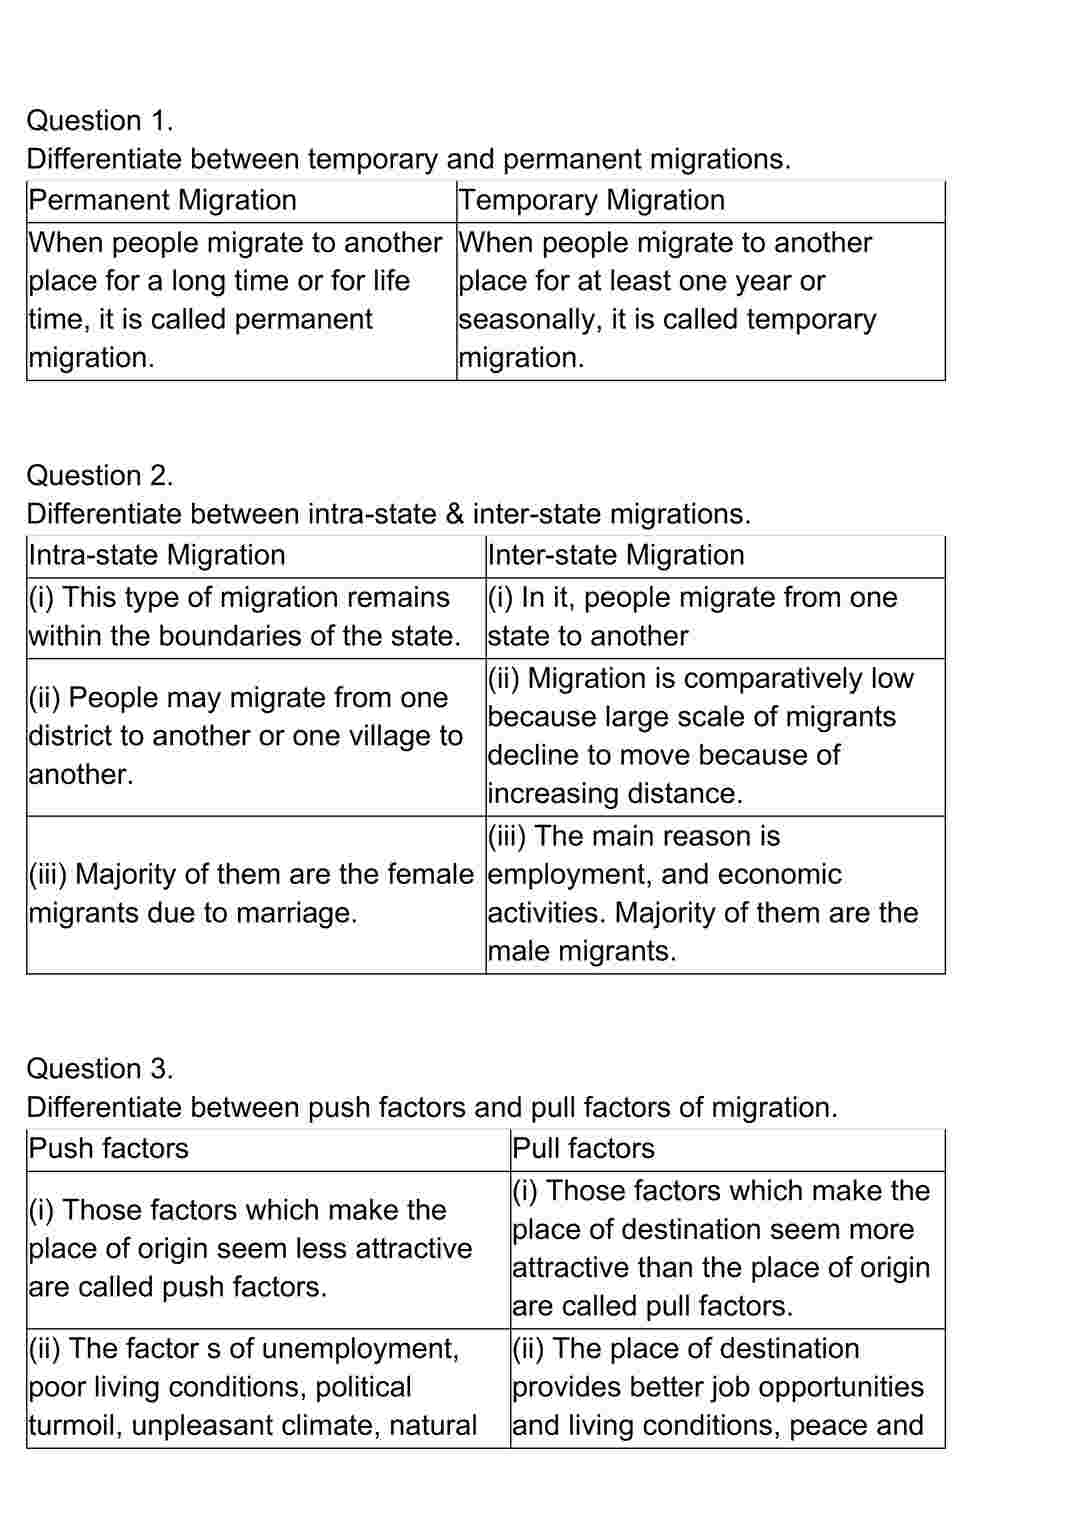 Question 1.
Differentiate between temporary and permanent migrations.
Permanent Migration
Temporary Migration
When people migrate to another
place for a long time or for life
time, it is called permanent
migration.
When people migrate to another
place for at least one year or
seasonally, it is called temporary
migration.
Question 2.
Differentiate between intra-state & inter-state migrations.
Intra-state Migration
Inter-state Migration
(i) This type of migration remains
within the boundaries of the state.
(i) In it, people migrate from one
state to another
(ii) People may migrate from one
district to another or one village to
another.
(ii) Migration is comparatively low
because large scale of migrants
decline to move because of
increasing distance.
(iii) Majority of them are the female
migrants due to marriage.
(iii) The main reason is
employment, and economic
activities. Majority of them are the
male migrants.
Question 3.
Differentiate between push factors and pull factors of migration.
Push factors
Pull factors
(i) Those factors which make the
place of origin seem less attractive
are called push factors.
(i) Those factors which make the
place of destination seem more
attractive than the place of origin
are called pull factors.
(ii) The factor s of unemployment,
poor living conditions, political
turmoil, unpleasant climate, natural
(ii) The place of destination
provides better job opportunities
and living conditions, peace and